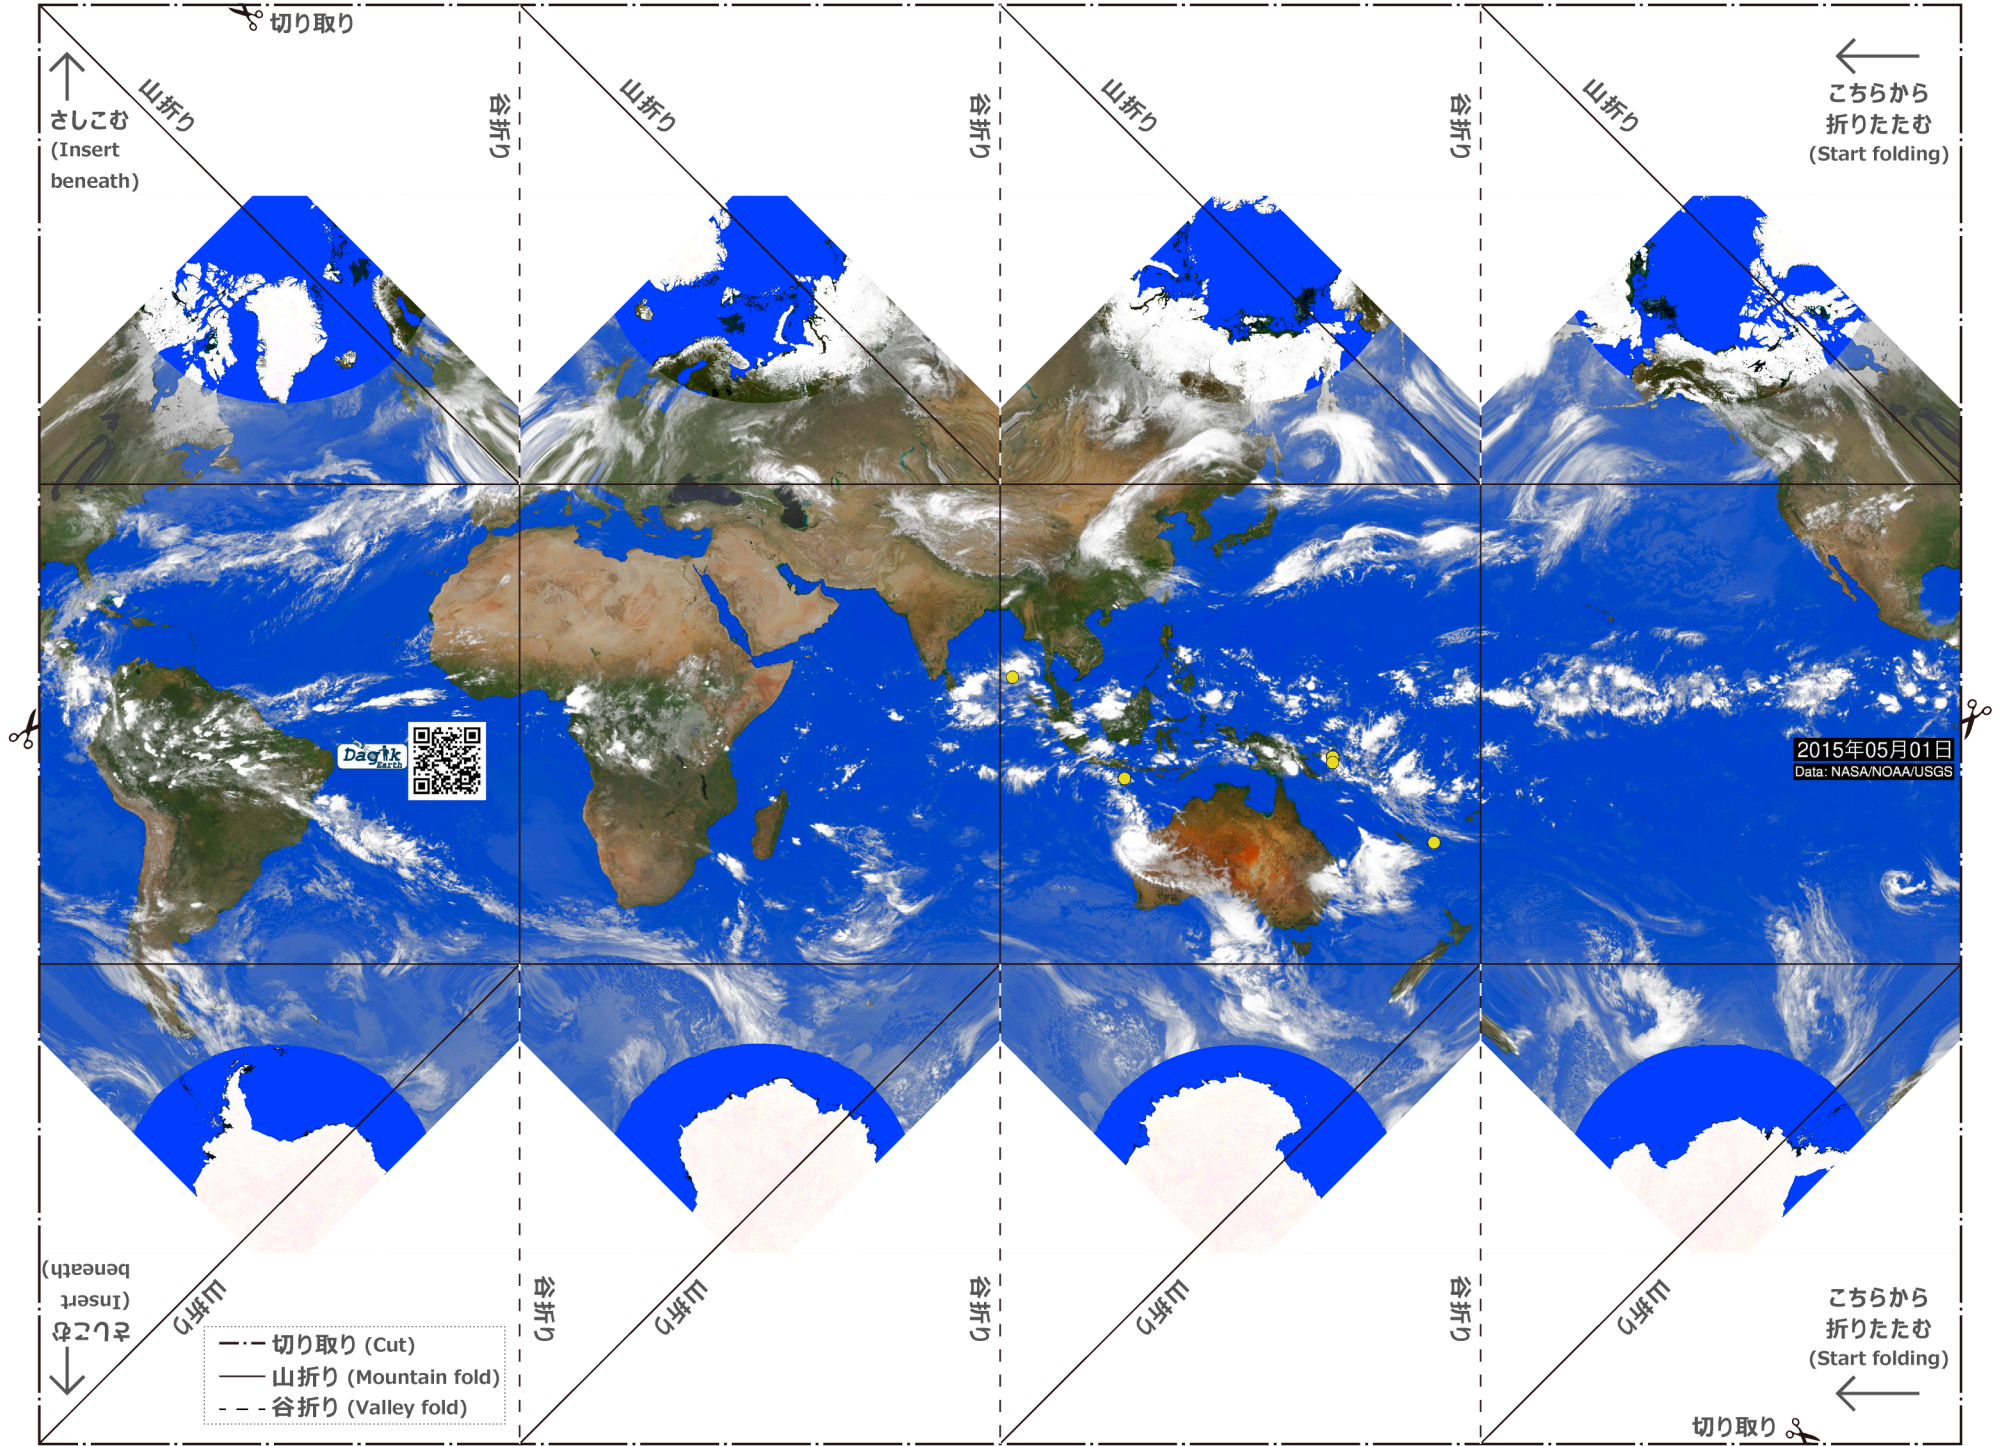 切り取り
さしこむ
(Insert
beneath)
山折り
谷折り
山折り
谷折り
山折り
谷折り
山折り
こちらから
折りたたむ
(Start folding)
Dagik
Earth
2015年05月01日
Data: NASA/NOAA/USGS
さしこむ
(Insert
beneath)
山折り
谷折り
山折り
谷折り
山折り
谷折り
山折り
こちらから
折りたたむ
(Start folding)
切り取り (Cut)
山折り (Mountain fold)
谷折り (Valley fold)
切り取り